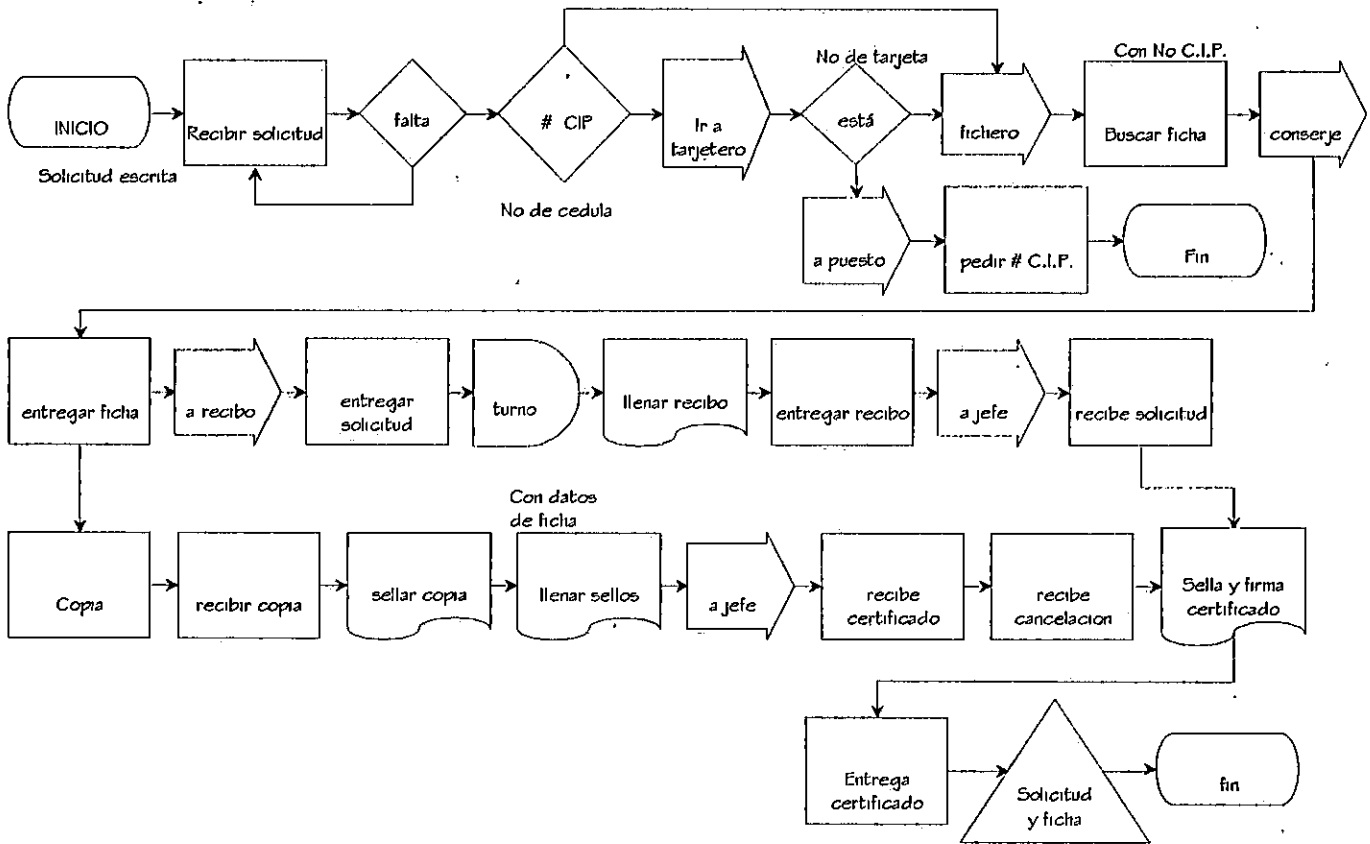 No de tarjeta
Con No C.I.P.
INICIO
Recibir solicitud
falta
# CIP
Ir a
tarjetero
está
fichero
Buscar ficha
conserje
Solicitud escrita
No de cedula
a puesto
pedir # C.I.P.
Fin
entregar ficha
a recibo
entregar
solicitud
turno
llenar recibo
entregar recibo
a jefe
recibe solicitud
Con datos
de ficha
Copia
recibir copia
sellar copia
llenar sellos
a jefe
recibe
certificado
recibe
cancelacion
Sella y firma
certificado
Entrega
certificado
Solicitud
y ficha
fin